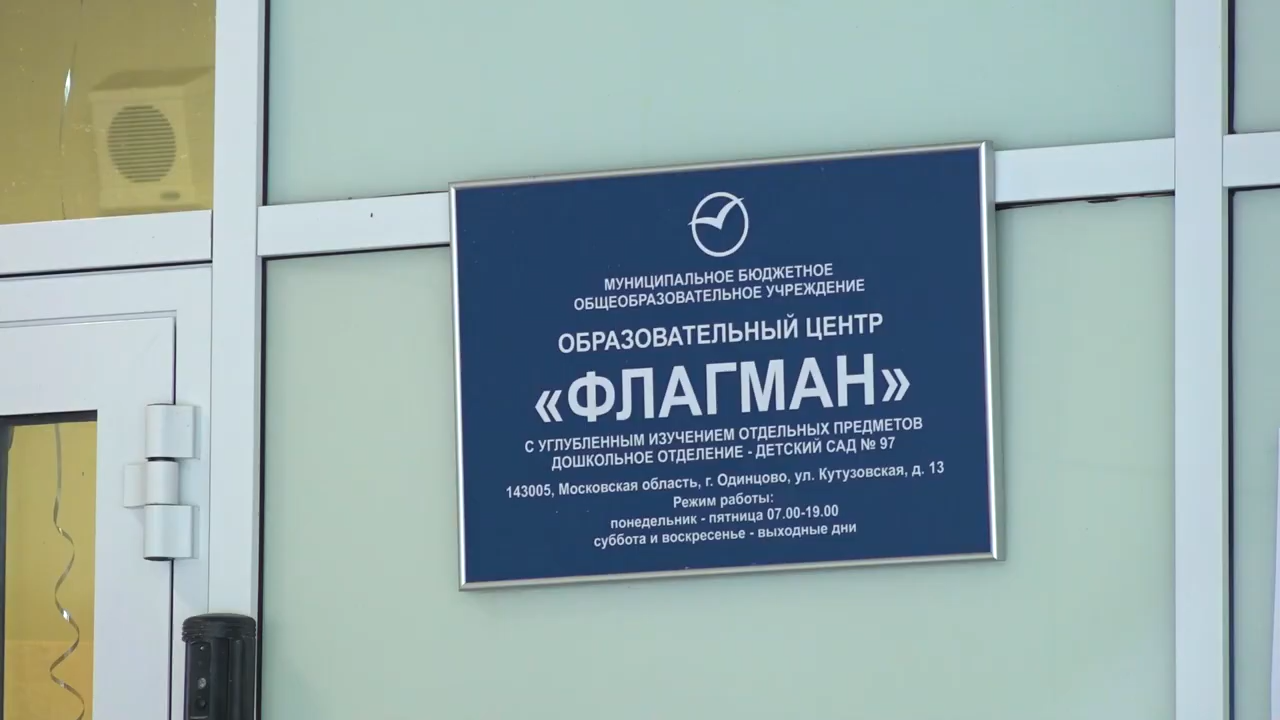 МУНИЦИПАЛЬНОЕ БЮДЖЕТНОЕ
ОБЩЕОБРАЗОВАТЕЛЬНОЕ УЧРЕЖДЕНИЕ
ОБРАЗОВАТЕЛЬНЫЙ ЦЕНТР
«ФЛАГМАН»
С УГЛУБЛЕННЫМ ИЗУЧЕНИЕМ ОТДЕЛЬНЫХ ПРЕДМЕТОВ
ДОШКОЛЬНОЕ ОТДЕЛЕНИЕ - ДЕТСКИЙ САД № 97
143005, Московская область, г. Одинцово, ул. Кутузовская, д. 13
Режим работы:
понедельник - пятница 07.00-19.00
суббота и воскресенье - выходные дни